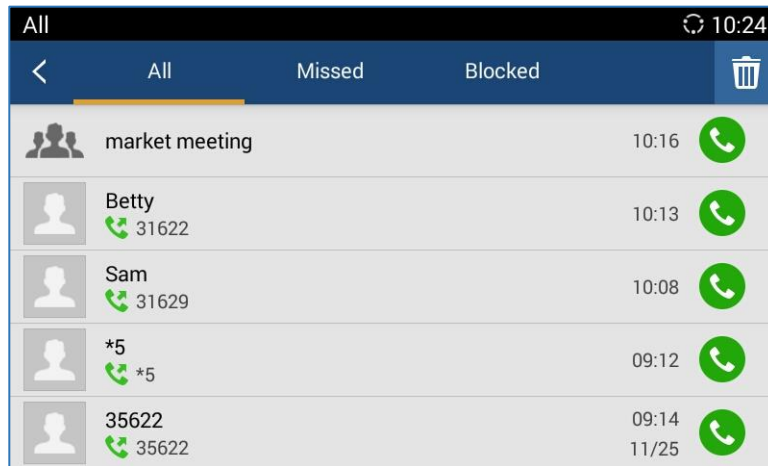 All 10:24
All Missed Blocked
market meeting 10:16
Betty
31622 10:13
Sam
31629 10:08
*5
*5 09:12
35622 09:14
35622 11/25